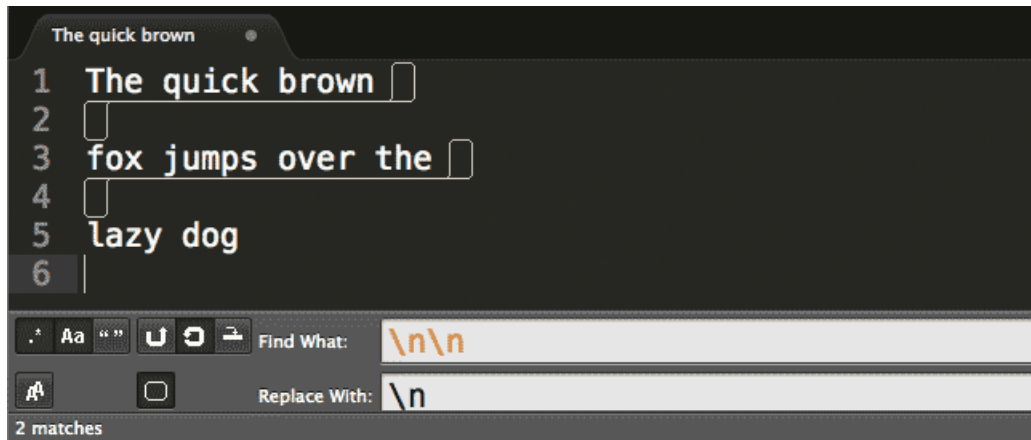 The quick brown
1 The quick brown
2
3 fox jumps over the
4
5 lazy dog
6
.* Aa “” Find What: \n\n
Replace With: \n
2 matches